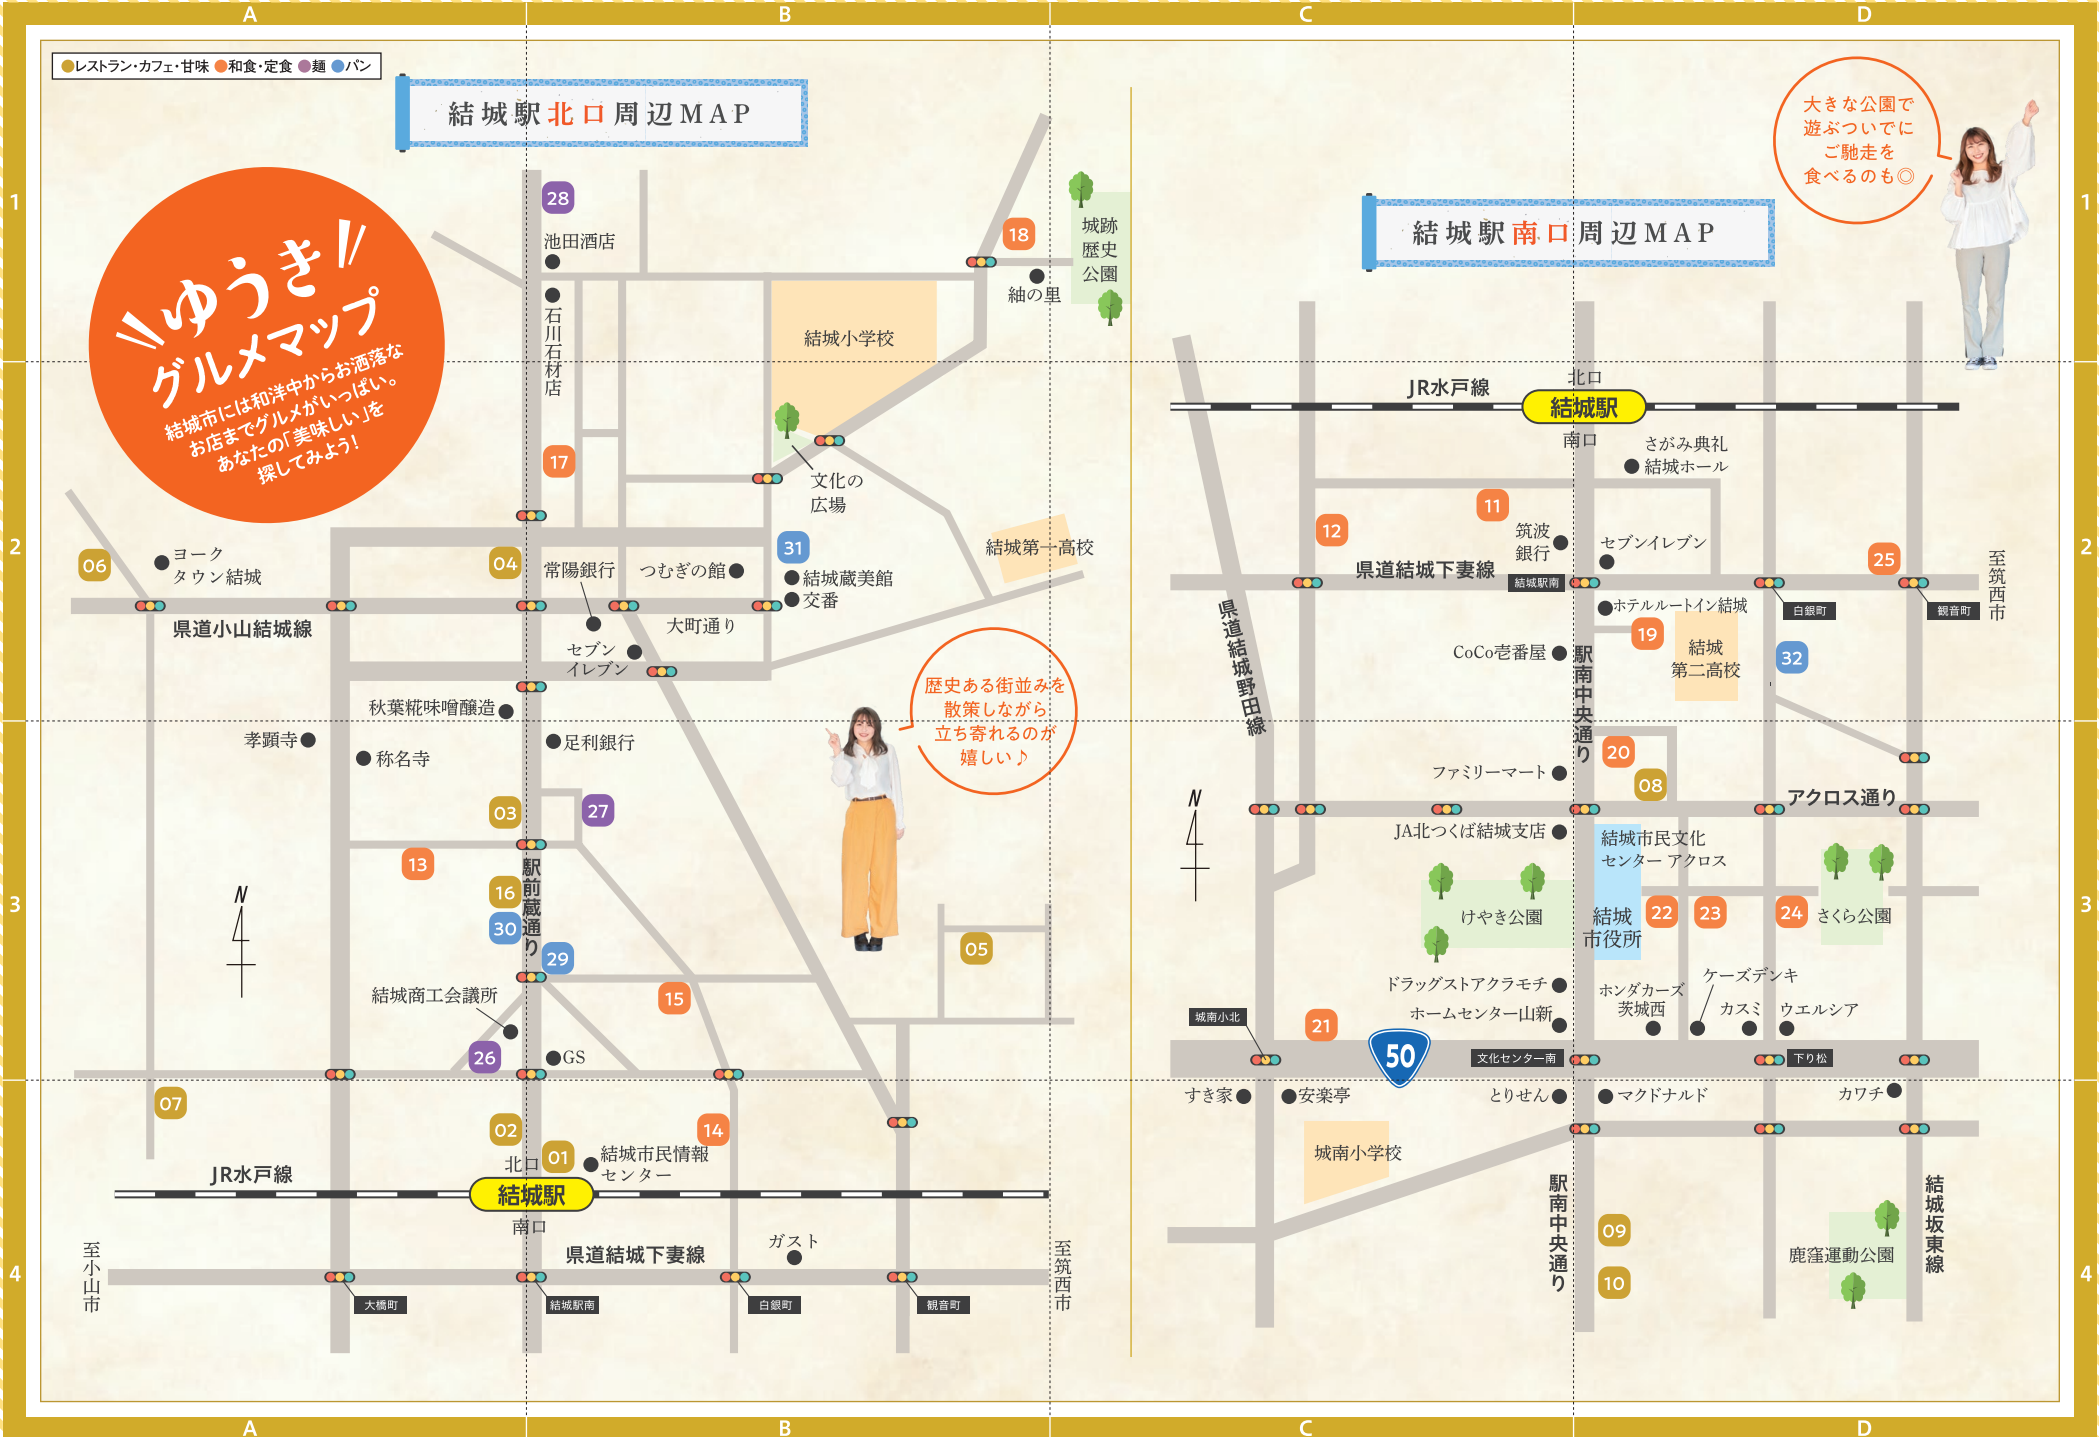 A
B
C
D
●レストラン・カフェ・甘味 ●和食・定食 ●麺 ●パン
結城駅北口周辺MAP
ゆうき
グルメマップ
結城市には和洋中からお洒落な
お店までグルメがいっぱい。
あなたの「美味しい」を
探してみよう!
1
2
3
4
28
池田酒店
石川石材店
18
紬の里
城跡
歴史
公園
結城小学校
17
文化の
広場
06
ヨーク
タウン結城
04
常陽銀行
つむぎの館
31
結城蔵美館
交番
結城第一高校
県道小山結城線
大町通り
セブン
イレブン
秋葉糀味噌醸造
孝顕寺
称名寺
足利銀行
歴史ある街並みを
散策しながら
立ち寄れるのが
嬉しい♪
03
27
13
16
30
駅前蔵通り
29
N
05
15
結城商工会議所
26
GS
07
02
14
北口
01
結城市民情報
センター
JR水戸線
結城駅
南口
県道結城下妻線
ガスト
至小山市
至筑西市
大橋町
結城駅南
白銀町
観音町
大きな公園で
遊ぶついでに
ご馳走を
食べるのも◎
結城駅南口周辺MAP
北口
JR水戸線
結城駅
南口
さがみ典礼
結城ホール
11
12
筑波
銀行
セブンイレブン
25
至筑西市
県道結城下妻線
結城駅南
ホテルルートイン結城
白銀町
観音町
県道結城野田線
19
CoCo壱番屋
駅南中央通り
結城
第二高校
32
20
ファミリーマート
08
アクロス通り
N
JA北つくば結城支店
結城市民文化
センター アクロス
けやき公園
結城
市役所
22
23
24
さくら公園
ドラッグストアクラモチ
ホンダカーズ
茨城西
ケーズデンキ
カスミ
ウエルシア
城南小北
21
ホームセンター山新
50
文化センター南
下り松
すき家
安楽亭
とりせん
マクドナルド
カワチ
城南小学校
駅南中央通り
09
10
結城坂東線
鹿窪運動公園
1
2
3
4
A
B
C
D